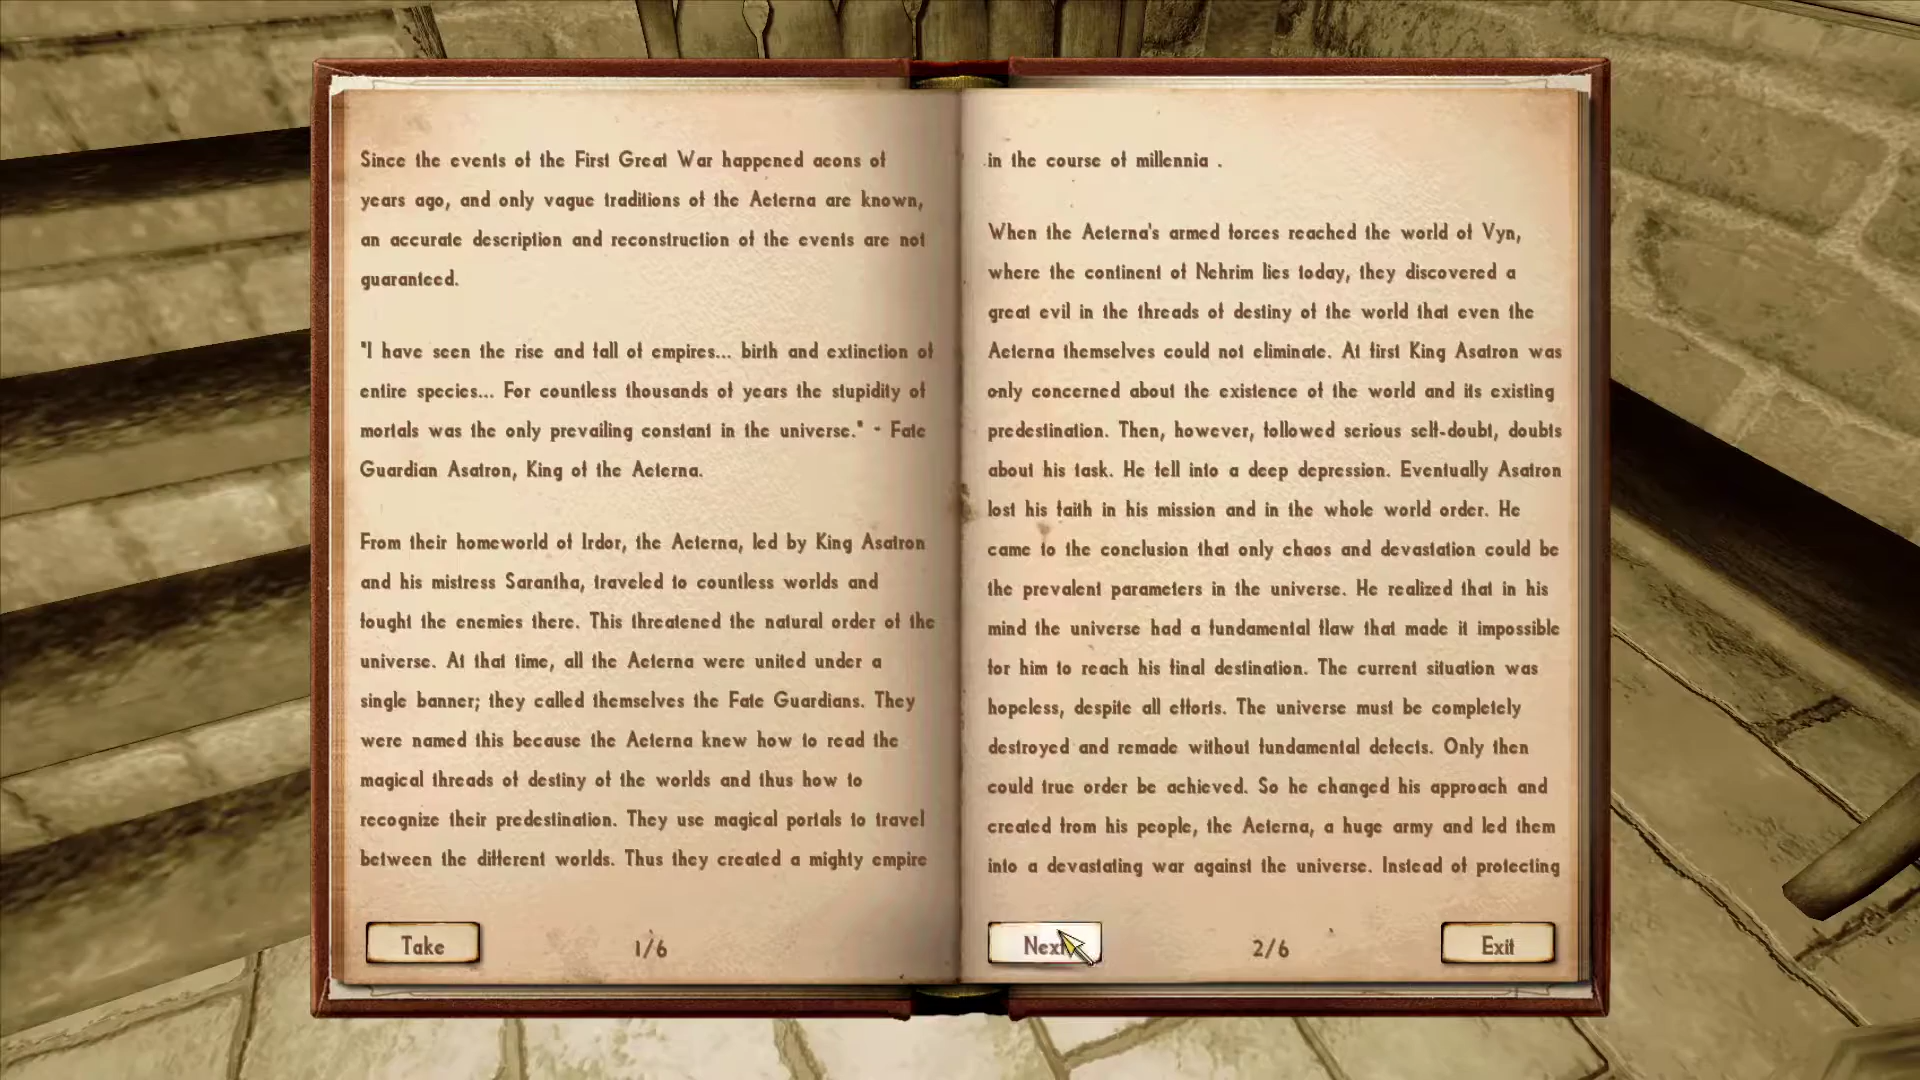 Since the events of the First Great War happened aeons of
years ago, and only vague traditions of the Aeterna are known,
an accurate description and reconstruction of the events are not
guaranteed.
"I have seen the rise and fall of empires... birth and extinction of
entire species... For countless thousands of years the stupidity of
mortals was the only prevailing constant in the universe." - Fate
Guardian Asatron, King of the Aeterna.
From their homeworld of Irdor, the Aeterna, led by King Asatron
and his mistress Sarantha, traveled to countless worlds and
fought the enemies there. This threatened the natural order of the
universe. At that time, all the Aeterna were united under a
single banner; they called themselves the Fate Guardians. They
were named this because the Aeterna knew how to read the
magical threads of destiny of the worlds and thus how to
recognize their predestination. They use magical portals to travel
between the different worlds. Thus they created a mighty empire
Take
1/6
in the course of millennia .
When the Aeterna's armed forces reached the world of Vyn,
where the continent of Nehrim lies today, they discovered a
great evil in the threads of destiny of the world that even the
Aeterna themselves could not eliminate. At first King Asatron was
only concerned about the existence of the world and its existing
predestination. Then, however, followed serious self-doubt, doubts
about his task. He fell into a deep depression. Eventually Asatron
lost his faith in his mission and in the whole world order. He
came to the conclusion that only chaos and devastation could be
the prevalent parameters in the universe. He realized that in his
mind the universe had a fundamental flaw that made it impossible
for him to reach his final destination. The current situation was
hopeless, despite all efforts. The universe must be completely
destroyed and remade without fundamental defects. Only then
could true order be achieved. So he changed his approach and
created from his people, the Aeterna, a huge army and led them
into a devastating war against the universe. Instead of protecting
Next
2/6
Exit